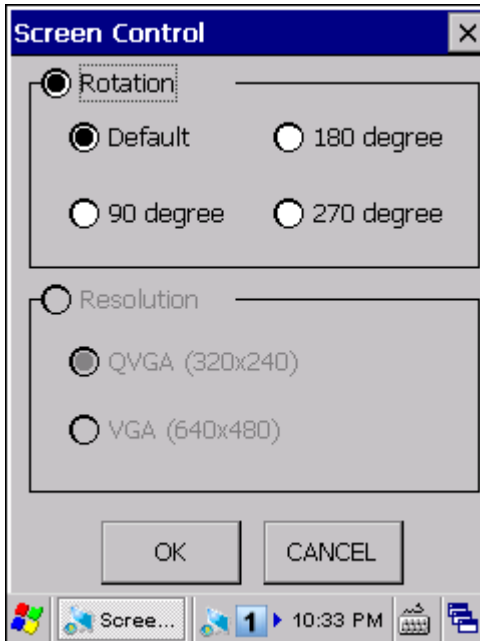 Screen Control
Rotation
Default
180 degree
90 degree
270 degree
Resolution
QVGA (320x240)
VGA (640x480)
OK
CANCEL
Scree... 1 10:33 PM